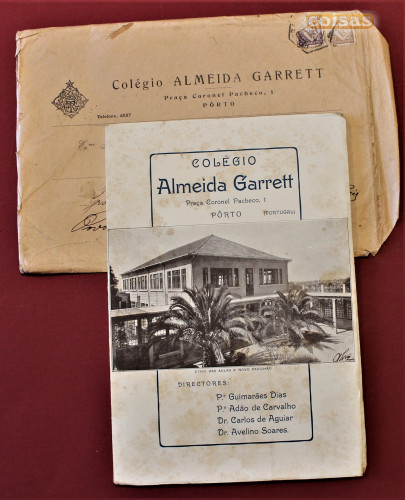 coisas
Colégio ALMEIDA GARRETT
Praça Coronel Pacheco, 1
PÔRTO
Telefone, 4527
COLÉGIO
Almeida Garrett
Praça Coronel Pacheco, 1
PÔRTO (PORTUGAL)
DIRECTORES:
P.e Guimarães Dias
P.e Adão de Carvalho
Dr. Carlos de Aguiar
Dr. Avelino Soares.